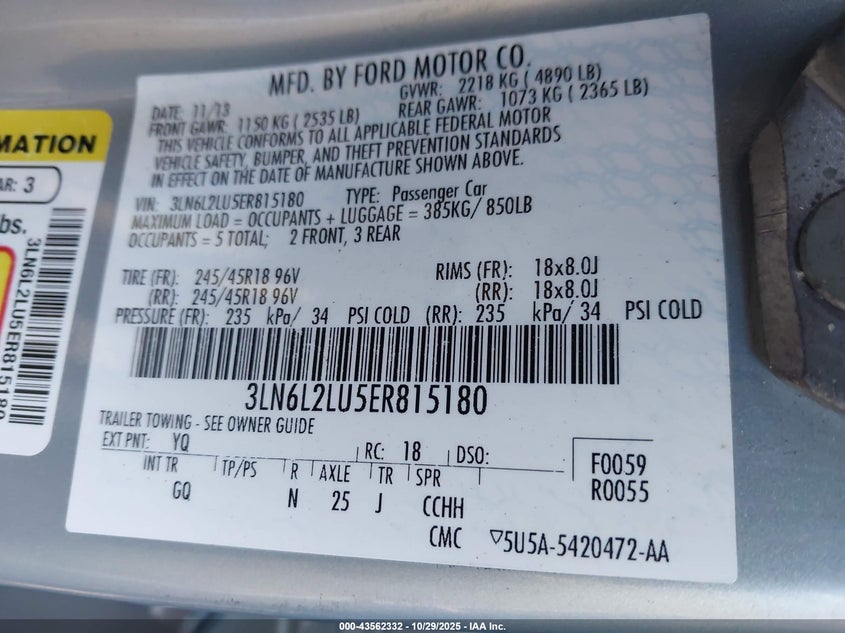 MFD. BY FORD MOTOR CO.
DATE: 11/13
GVWR: 2218 KG ( 4890 LB)
FRONT GAWR: 1150 KG ( 2535 LB)
REAR GAWR: 1073 KG ( 2365 LB)
THIS VEHICLE CONFORMS TO ALL APPLICABLE FEDERAL MOTOR
VEHICLE SAFETY, BUMPER, AND THEFT PREVENTION STANDARDS
IN EFFECT ON THE DATE OF MANUFACTURE SHOWN ABOVE.
VIN: 3LN6L2LU5ER815180 TYPE: Passenger Car
MAXIMUM LOAD = OCCUPANTS + LUGGAGE = 385KG/ 850LB
OCCUPANTS = 5 TOTAL; 2 FRONT, 3 REAR
TIRE (FR): 245/45R18 96V RIMS (FR): 18x8.0J
(RR): 245/45R18 96V (RR): 18x8.0J
PRESSURE (FR): 235 kPa/ 34 PSI COLD (RR): 235 kPa/ 34 PSI COLD
3LN6L2LU5ER815180
TRAILER TOWING - SEE OWNER GUIDE
EXT PNT: YQ RC: 18 DSO:
INT TR TP/PS R AXLE TR SPR
GQ N 25 J CCHH
CMC ▽5U5A-5420472-AA
F0059
R0055
RMATION
AR: 3
bs.
3LN6L2LU5ER815180
000-43562332 - 10/29/2025 - IAA Inc.